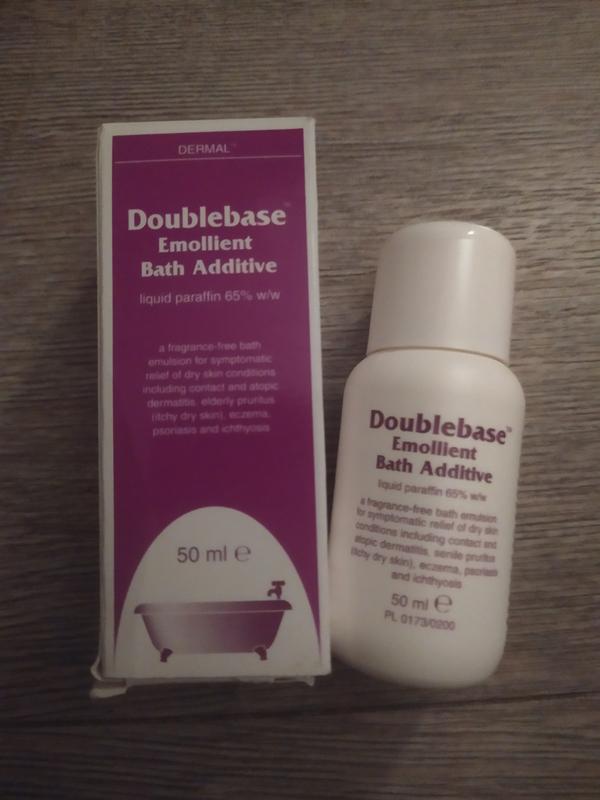 DERMAL™
Doublebase™
Emollient
Bath Additive
liquid paraffin 65% w/w
a fragrance-free bath
emulsion for symptomatic
relief of dry skin conditions
including contact and atopic
dermatitis, elderly pruritus
(itchy dry skin), eczema,
psoriasis and ichthyosis
50 ml ℮
Doublebase™
Emollient
Bath Additive
liquid paraffin 65% w/w
a fragrance-free bath emulsion
for symptomatic relief of dry skin
conditions including contact and
atopic dermatitis, senile pruritus
(itchy dry skin), eczema, psoriasis
and ichthyosis
50 ml ℮
PL 0173/0200